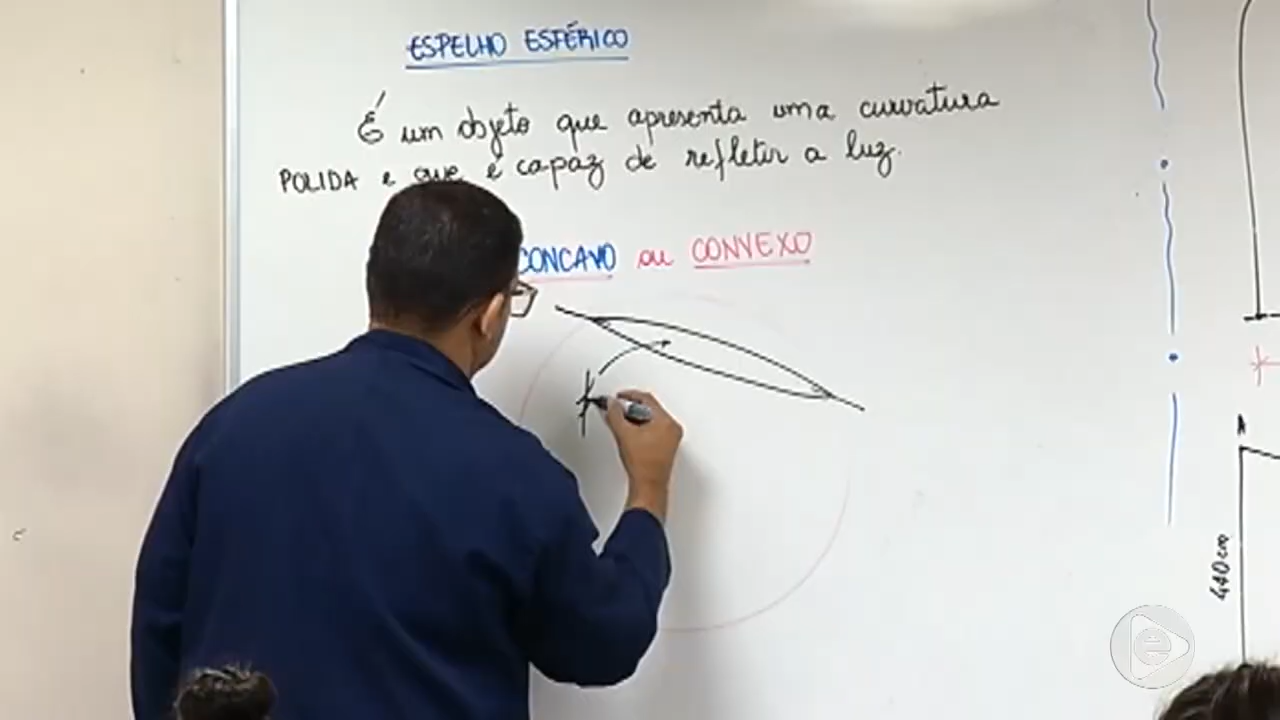 ESPELHO ESFÉRICO
É um objeto que apresenta uma curvatura
POLIDA e que é capaz de refletir a luz.
CONCAVO ou CONVEXO
A
440cm